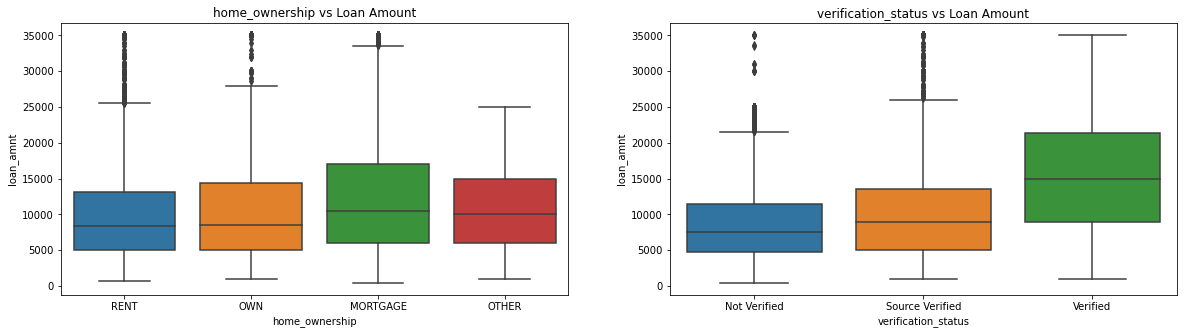 home_ownership vs Loan Amount
35000
30000
25000
20000
15000
10000
5000
0
loan_amnt
RENT OWN MORTGAGE OTHER
home_ownership
verification_status vs Loan Amount
35000
30000
25000
20000
15000
10000
5000
0
loan_amnt
Not Verified Source Verified Verified
verification_status